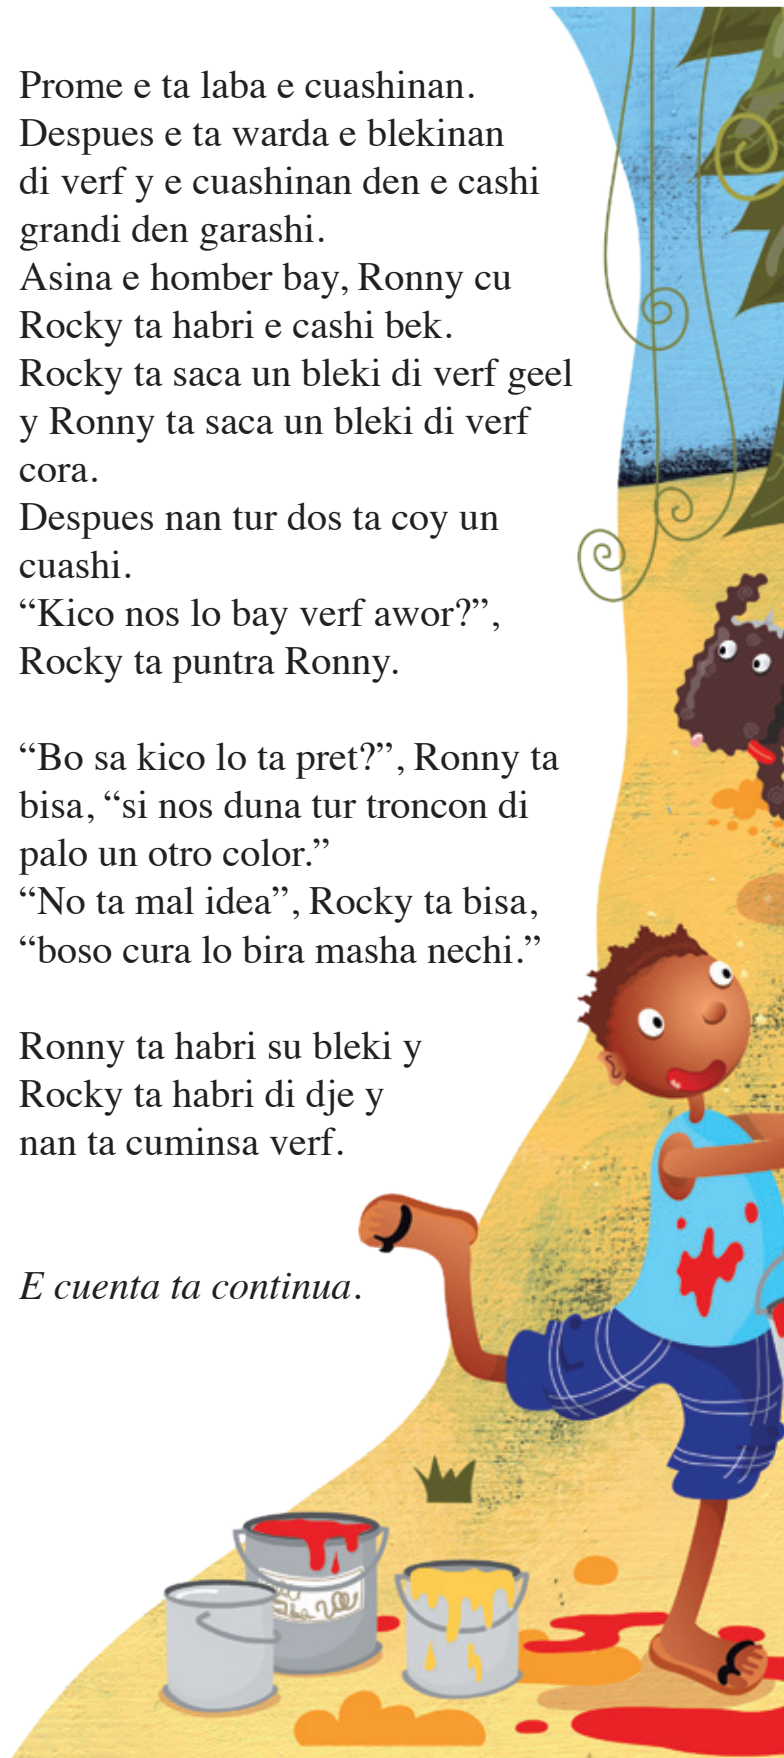 Prome e ta laba e cuashinan.
Despues e ta warda e blekinan
di verf y e cuashinan den e cashi
grandi den garashi.
Asina e homber bay, Ronny cu
Rocky ta habri e cashi bek.
Rocky ta saca un bleki di verf geel
y Ronny ta saca un bleki di verf
cora.
Despues nan tur dos ta coy un
cuashi.
“Kico nos lo bay verf awor?”,
Rocky ta puntra Ronny.

“Bo sa kico lo ta pret?”, Ronny ta
bisa, “si nos duna tur troncon di
palo un otro color.”
“No ta mal idea”, Rocky ta bisa,
“boso cura lo bira masha nechi.”

Ronny ta habri su bleki y
Rocky ta habri di dje y
nan ta cuminsa verf.

E cuenta ta continua.